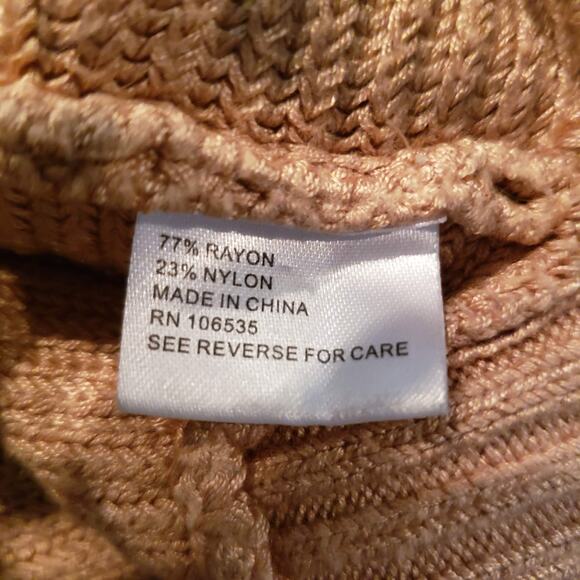 77% RAYON
23% NYLON
MADE IN CHINA
RN 106535
SEE REVERSE FOR CARE